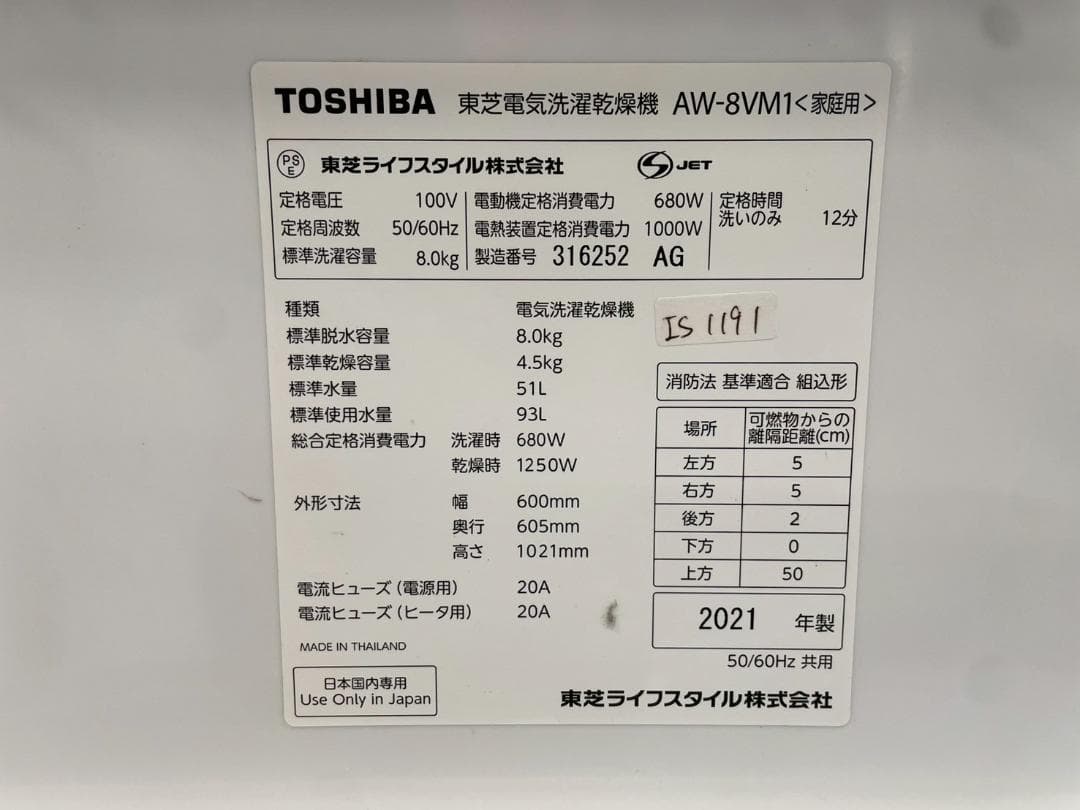 TOSHIBA 東芝電気洗濯乾燥機 AW-8VM1<家庭用>
PSE 東芝ライフスタイル株式会社 S JET
定格電圧 100V 電動機定格消費電力 680W 定格時間
定格周波数 50/60Hz 電熱装置定格消費電力 1000W 洗いのみ 12分
標準洗濯容量 8.0kg 製造番号 316252 AG
種類 電気洗濯乾燥機
標準脱水容量 8.0kg
標準乾燥容量 4.5kg
標準水量 51L
標準使用水量 93L
総合定格消費電力 洗濯時 680W
乾燥時 1250W
外形寸法 幅 600mm
奥行 605mm
高さ 1021mm
電流ヒューズ(電源用) 20A
電流ヒューズ(ヒータ用) 20A
MADE IN THAILAND
日本国内専用
Use Only in Japan
IS 1191
消防法 基準適合 組込形
場所 可燃物からの
離隔距離(cm)
左方 5
右方 5
後方 2
下方 0
上方 50
2021 年製
50/60Hz 共用
東芝ライフスタイル株式会社